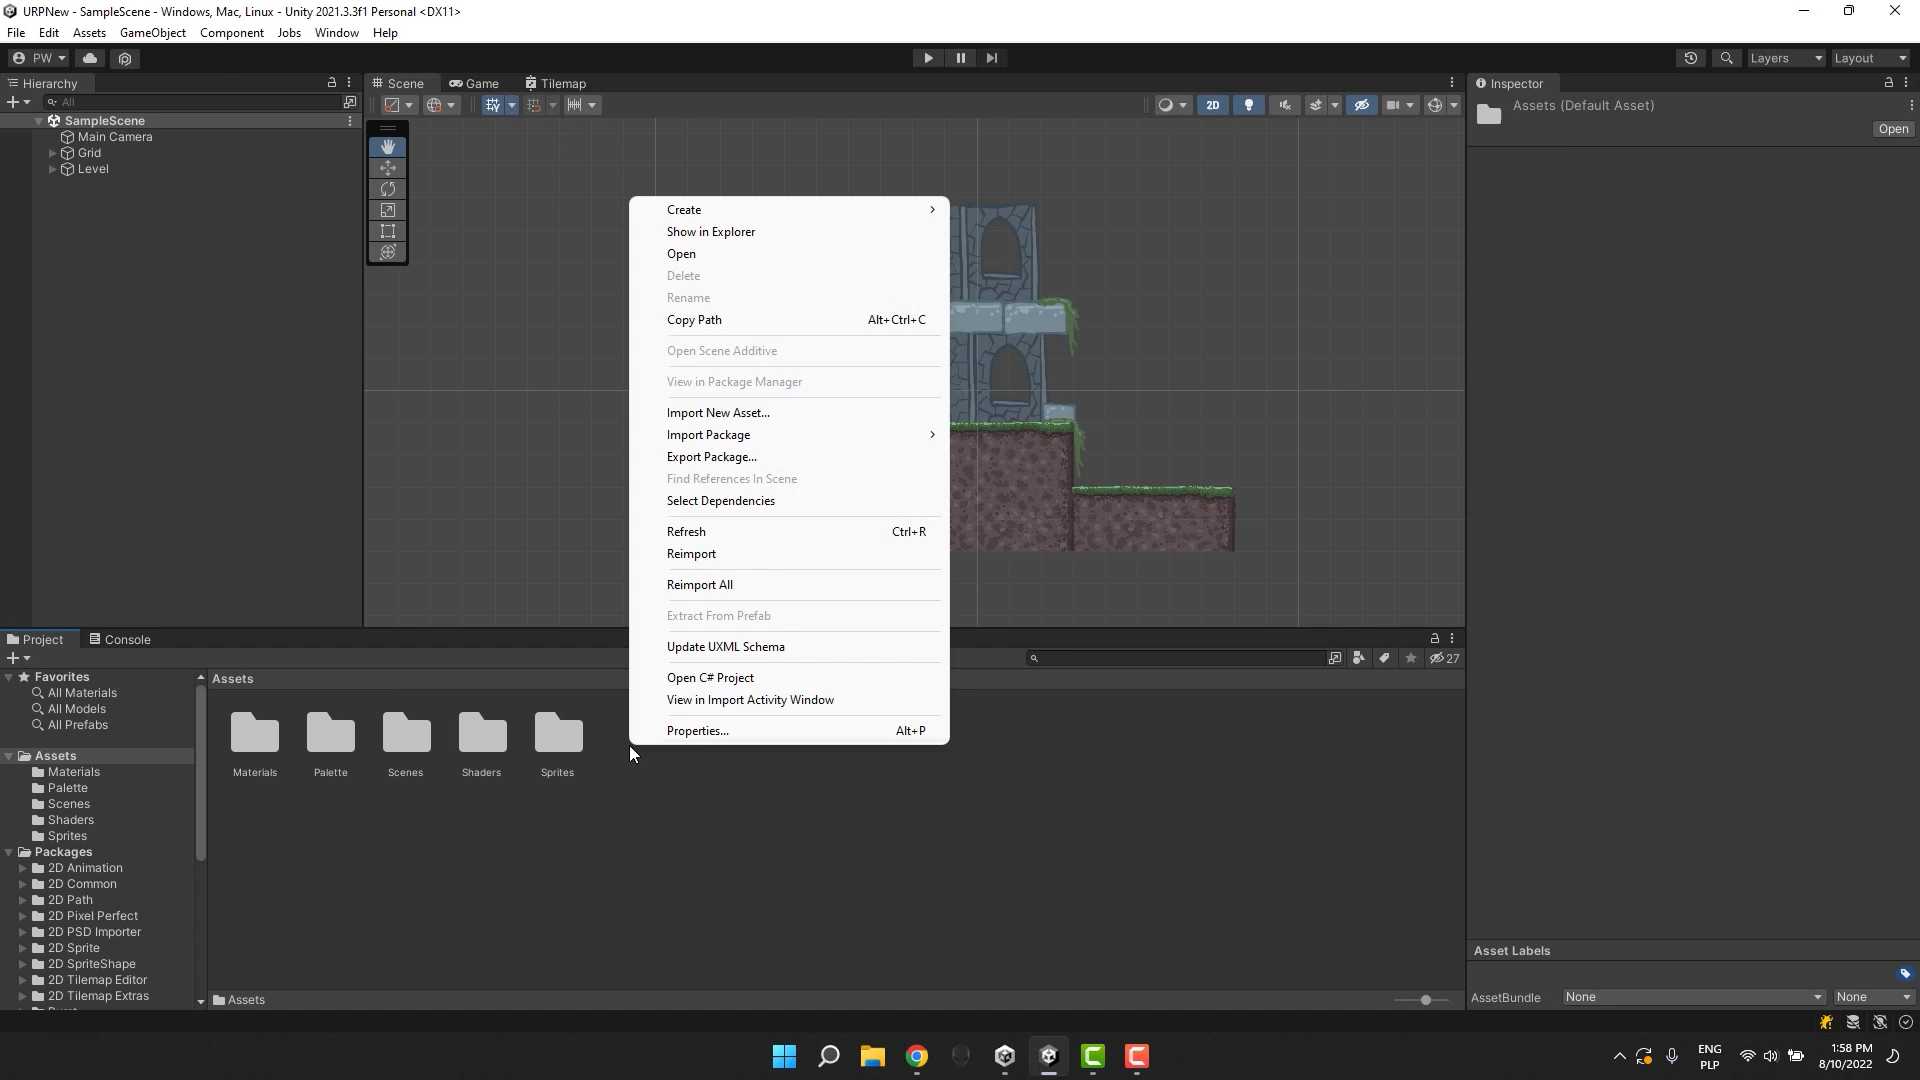 URPNew - SampleScene - Windows, Mac, Linux - Unity 2021.3.3f1 Personal <DX11>
File Edit Assets GameObject Component Jobs Window Help
PW Layers Layout
Hierarchy Scene Game Tilemap Inspector
All 2D Assets (Default Asset)
Open
SampleScene
Main Camera
Grid
Level
Create
Show in Explorer
Open
Delete
Rename
Copy Path Alt+Ctrl+C
Open Scene Additive
View in Package Manager
Import New Asset...
Import Package
Export Package...
Find References In Scene
Select Dependencies
Refresh Ctrl+R
Reimport
Reimport All
Extract From Prefab
Update UXML Schema
Open C# Project
View in Import Activity Window
Properties... Alt+P
Project Console
27
Favorites
All Materials
All Models
All Prefabs
Assets
Materials
Palette
Scenes
Shaders
Sprites
Packages
2D Animation
2D Common
2D Path
2D Pixel Perfect
2D PSD Importer
2D Sprite
2D SpriteShape
2D Tilemap Editor
2D Tilemap Extras
Assets
Materials Palette Scenes Shaders Sprites
Assets
Asset Labels
AssetBundle None None
ENG
PLP
1:58 PM
8/10/2022